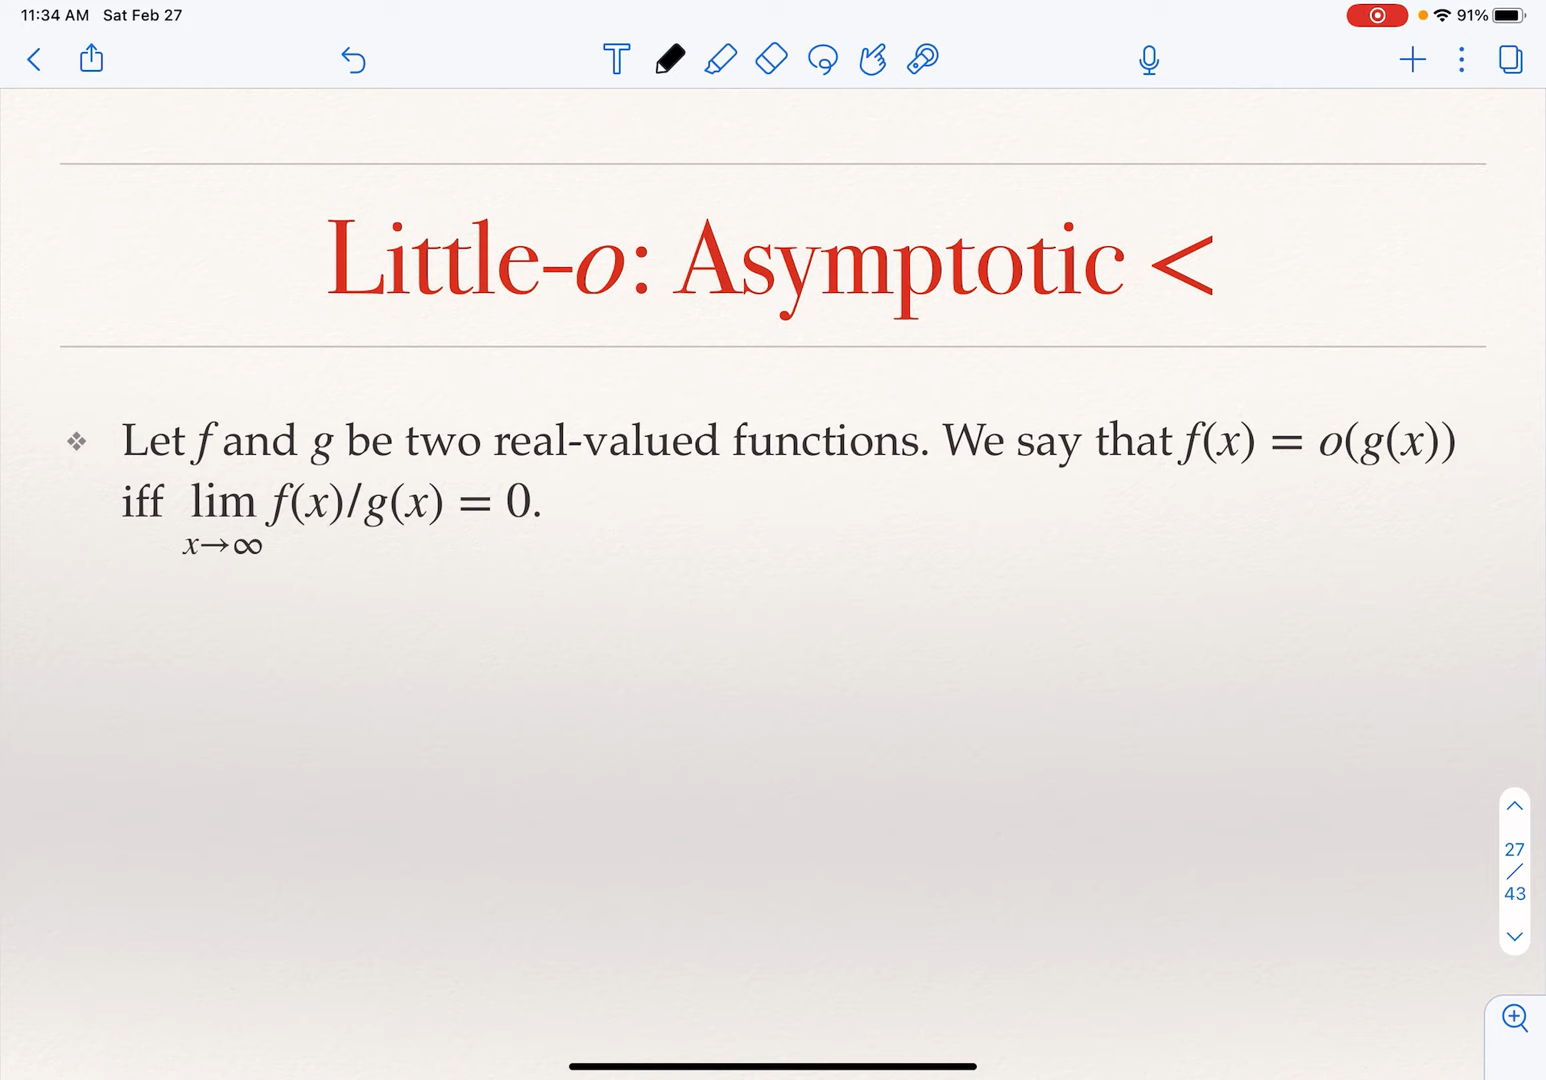 11:34 AM Sat Feb 27
91%
Little-o: Asymptotic <
Let f and g be two real-valued functions. We say that f(x) = o(g(x))
iff lim f(x)/g(x) = 0.
x→∞
27
/
43